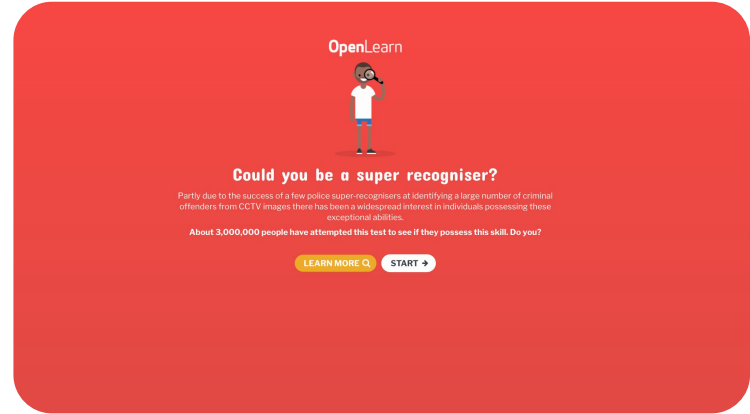 OpenLearn
Could you be a super recogniser?
Partly due to the success of a few police super-recognisers at identifying a large number of criminal
offenders from CCTV images there has been a widespread interest in individuals possessing these
exceptional abilities.
About 3,000,000 people have attempted this test to see if they possess this skill. Do you?
LEARN MORE START